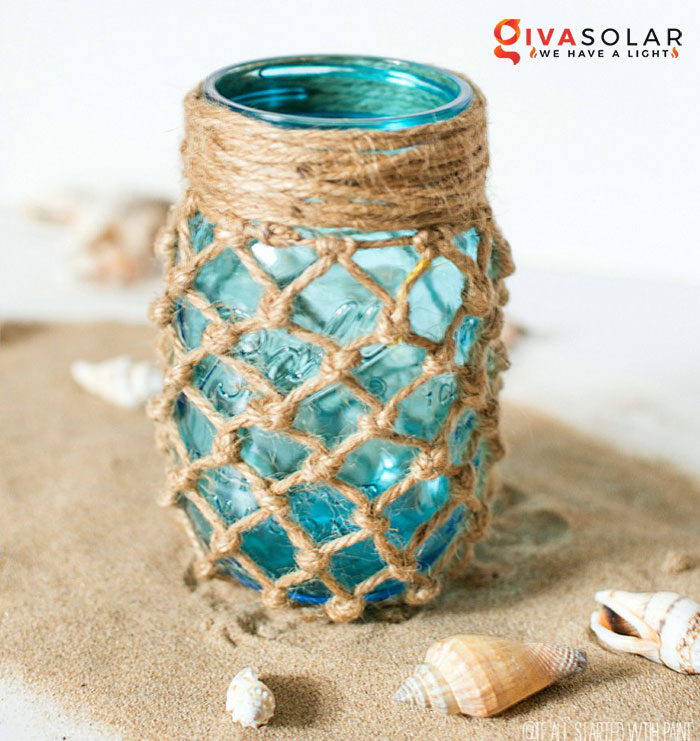 GIVASOLAR
WE HAVE A LIGHT
@IT ALL STARTED WITH PAINT